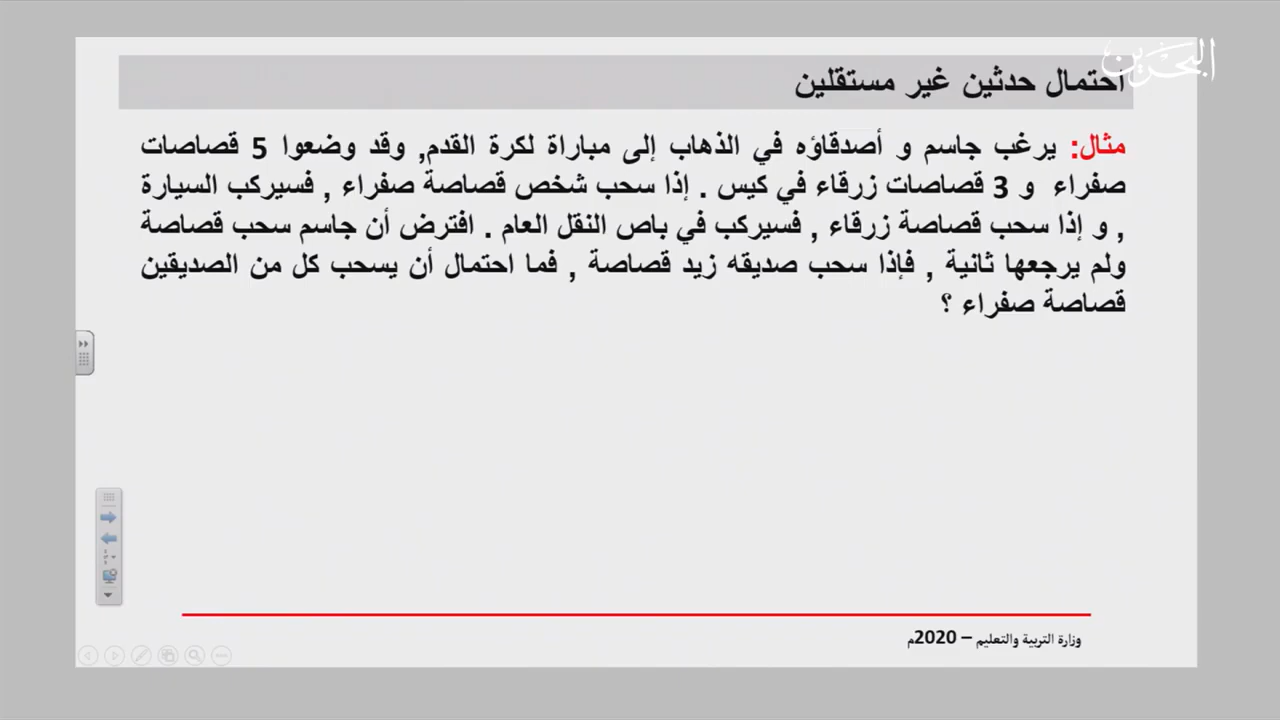 البحرين
احتمال حدثين غير مستقلين
مثال: يرغب جاسم و أصدقاؤه في الذهاب إلى مباراة لكرة القدم, وقد وضعوا 5 قصاصات
صفراء و 3 قصاصات زرقاء في كيس . إذا سحب شخص قصاصة صفراء , فسيركب السيارة
, و إذا سحب قصاصة زرقاء , فسيركب في باص النقل العام . افترض أن جاسم سحب قصاصة
ولم يرجعها ثانية , فإذا سحب صديقه زيد قصاصة , فما احتمال أن يسحب كل من الصديقين
قصاصة صفراء ؟
وزارة التربية والتعليم – 2020م